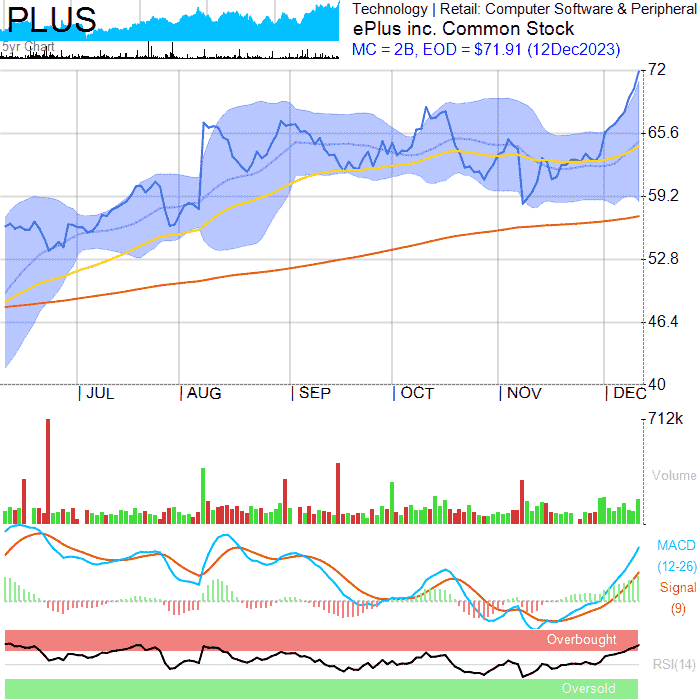 PLUS
5yr Chart
Technology | Retail: Computer Software & Peripheral
ePlus inc. Common Stock
MC = 2B, EOD = $71.91 (12Dec2023)
72
65.6
59.2
52.8
46.4
40
| JUL
| AUG
| SEP
| OCT
| NOV
| DEC
712k
Volume
MACD
(12-26)
Signal
(9)
Overbought
RSI(14)
Oversold